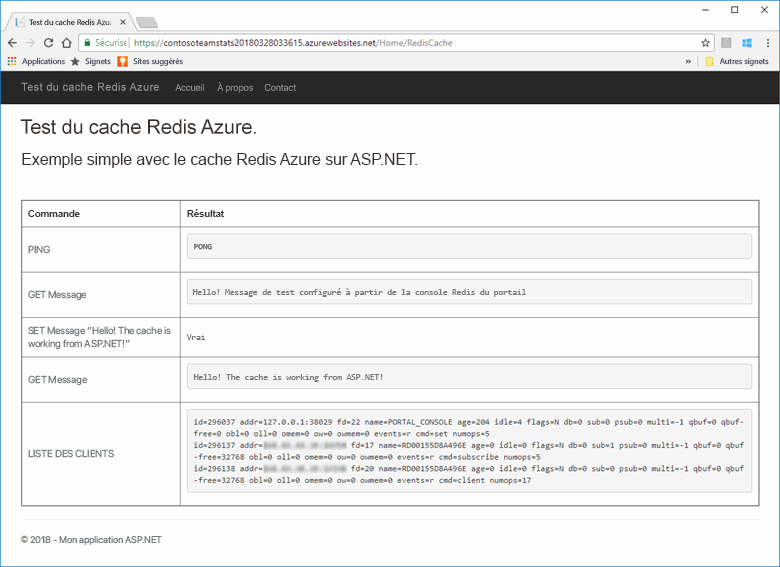 Test du cache Redis Azu
Sécurisé
https://contosoteamstats20180328033615.azurewebsites.net/Home/RedisCache
Applications
Signets
Sites suggérés
»
Autres signets
Test du cache Redis Azure
Accueil
À propos
Contact
Test du cache Redis Azure.
Exemple simple avec le cache Redis Azure sur ASP.NET.
Commande
Résultat
PING
PONG
GET Message
Hello! Message de test configuré à partir de la console Redis du portail
SET Message "Hello! The cache is
working from ASP.NET!"
Vrai
GET Message
Hello! The cache is working from ASP.NET!
LISTE DES CLIENTS
id=296037 addr=127.0.0.1:38029 fd=22 name=PORTAL_CONSOLE age=204 idle=4 flags=N db=0 sub=0 psub=0 multi=-1 qbuf=0 qbuf-
free=0 obl=0 oll=0 omem=0 ow=0 owmem=0 events=r cmd=set numops=5
id=296137 addr= fd=17 name=RD00155D8A496E age=0 idle=0 flags=N db=0 sub=1 psub=0 multi=-1 qbuf=0 qbuf
-free=32768 obl=0 oll=0 omem=0 ow=0 owmem=0 events=r cmd=subscribe numops=5
id=296138 addr= fd=20 name=RD00155D8A496E age=0 idle=0 flags=N db=0 sub=0 psub=0 multi=-1 qbuf=0 qbuf
-free=32768 obl=0 oll=0 omem=0 ow=0 owmem=0 events=r cmd=client numops=17
© 2018 - Mon application ASP.NET